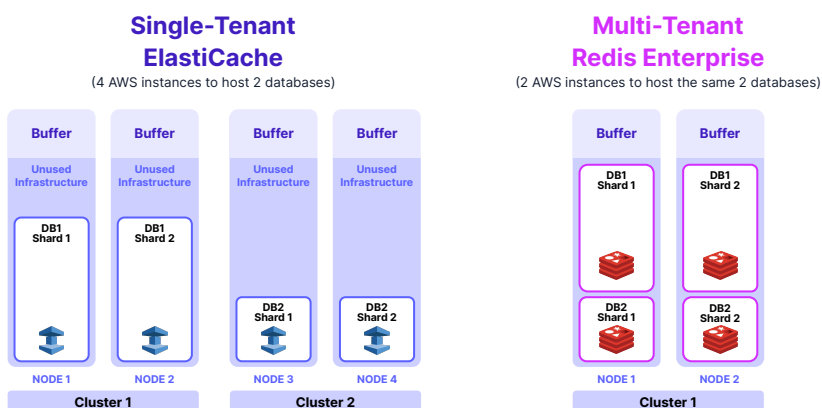 Single-Tenant
ElastiCache
(4 AWS instances to host 2 databases)
Buffer
Unused
Infrastructure
DB1
Shard 1
NODE 1
Buffer
Unused
Infrastructure
DB1
Shard 2
NODE 2
Cluster 1
Buffer
Unused
Infrastructure
DB2
Shard 1
NODE 3
Buffer
Unused
Infrastructure
DB2
Shard 2
NODE 4
Cluster 2
Multi-Tenant
Redis Enterprise
(2 AWS instances to host the same 2 databases)
Buffer
DB1
Shard 1
DB2
Shard 1
NODE 1
Buffer
DB1
Shard 2
DB2
Shard 2
NODE 2
Cluster 1